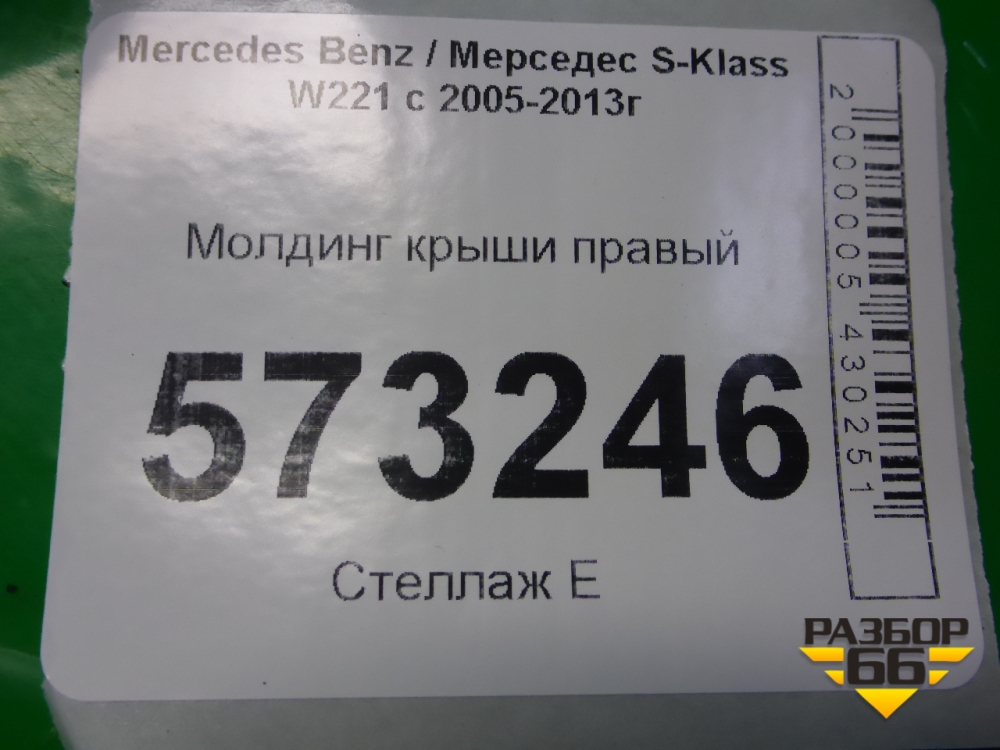 Mercedes Benz / Мерседес S-Klass
W221 с 2005-2013г
Молдинг крыши правый
573246
Стеллаж Е
2000005430251
РАЗБОР
66